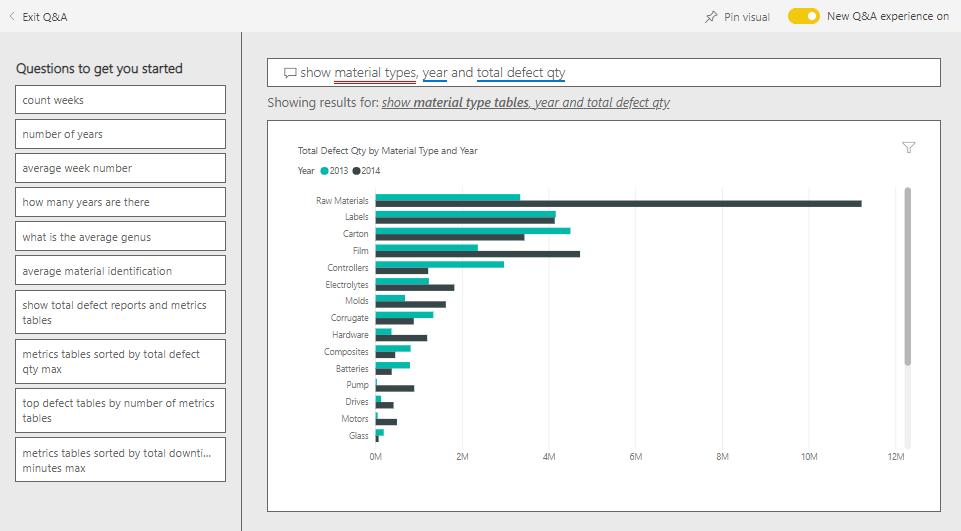 Exit Q&A
Pin visual
New Q&A experience on
Questions to get you started
count weeks
number of years
average week number
how many years are there
what is the average genus
average material identification
show total defect reports and metrics
tables
metrics tables sorted by total defect
qty max
top defect tables by number of metrics
tables
metrics tables sorted by total downti...
minutes max
show material types, year and total defect qty
Showing results for: show material type tables, year and total defect qty
Total Defect Qty by Material Type and Year
Year 2013 2014
Raw Materials
Labels
Carton
Film
Controllers
Electrolytes
Molds
Corrugate
Hardware
Composites
Batteries
Pump
Drives
Motors
Glass
0M 2M 4M 6M 8M 10M 12M